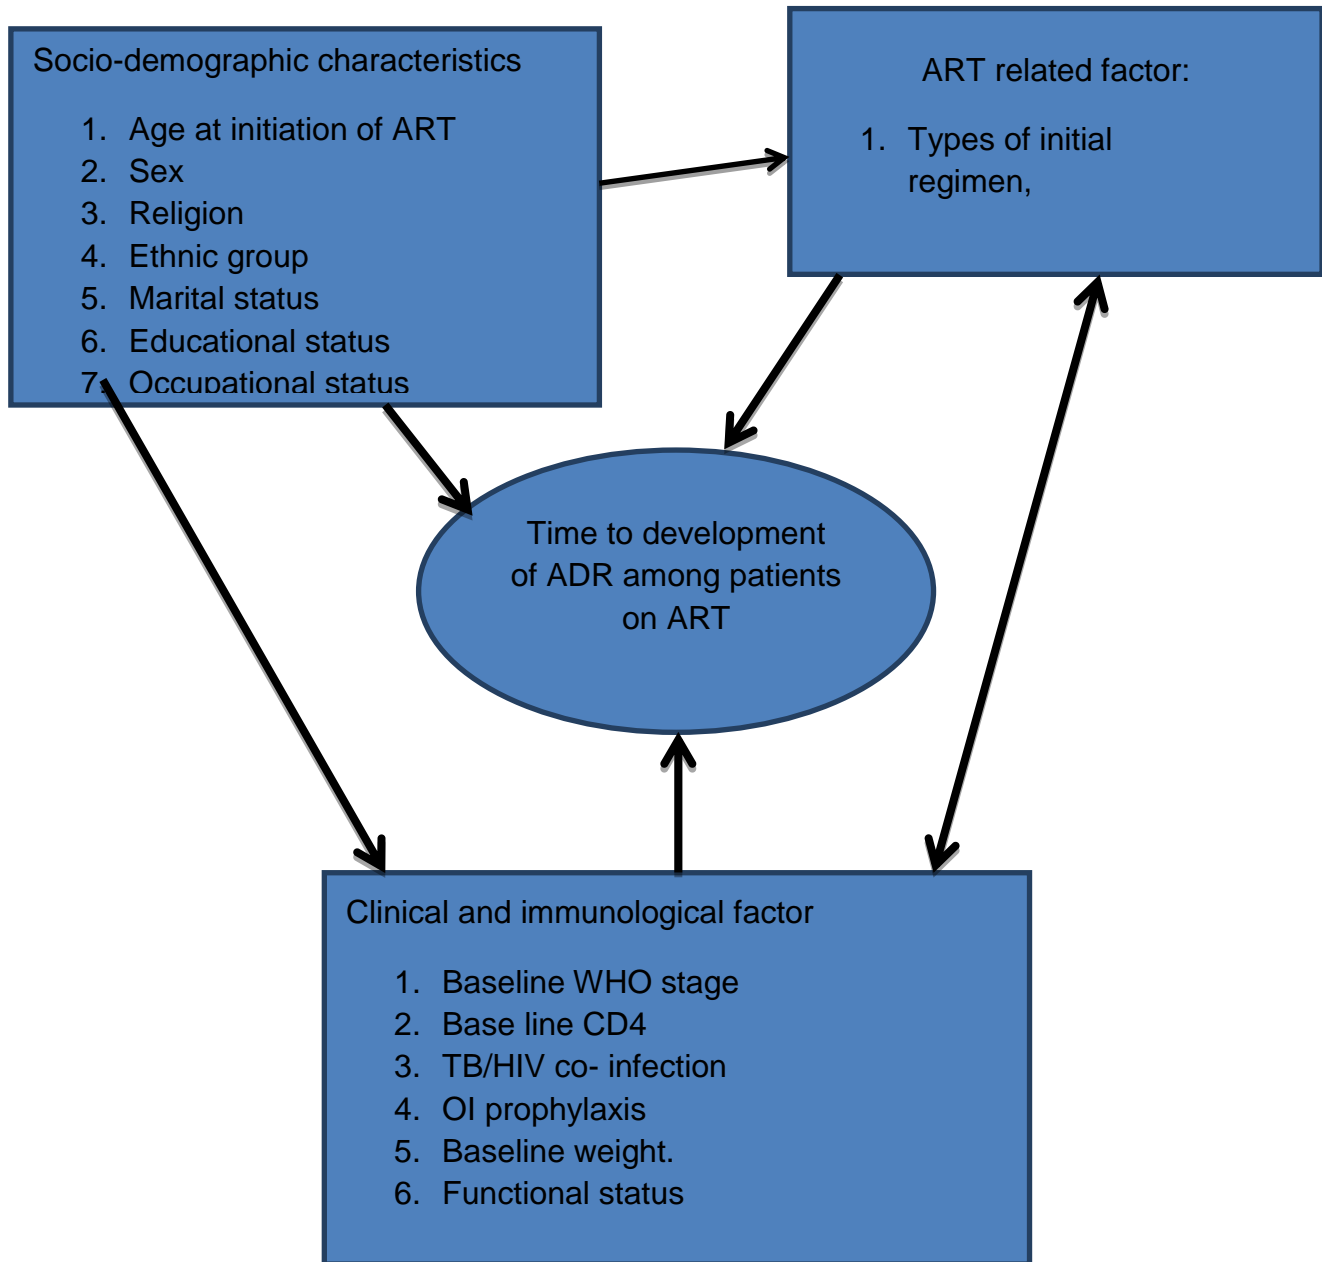 Socio-demographic characteristics
1. Age at initiation of ART
2. Sex
3. Religion
4. Ethnic group
5. Marital status
6. Educational status
7. Occupational status
ART related factor:
1. Types of initial
regimen,
Time to development
of ADR among patients
on ART
Clinical and immunological factor
1. Baseline WHO stage
2. Base line CD4
3. TB/HIV co- infection
4. OI prophylaxis
5. Baseline weight.
6. Functional status